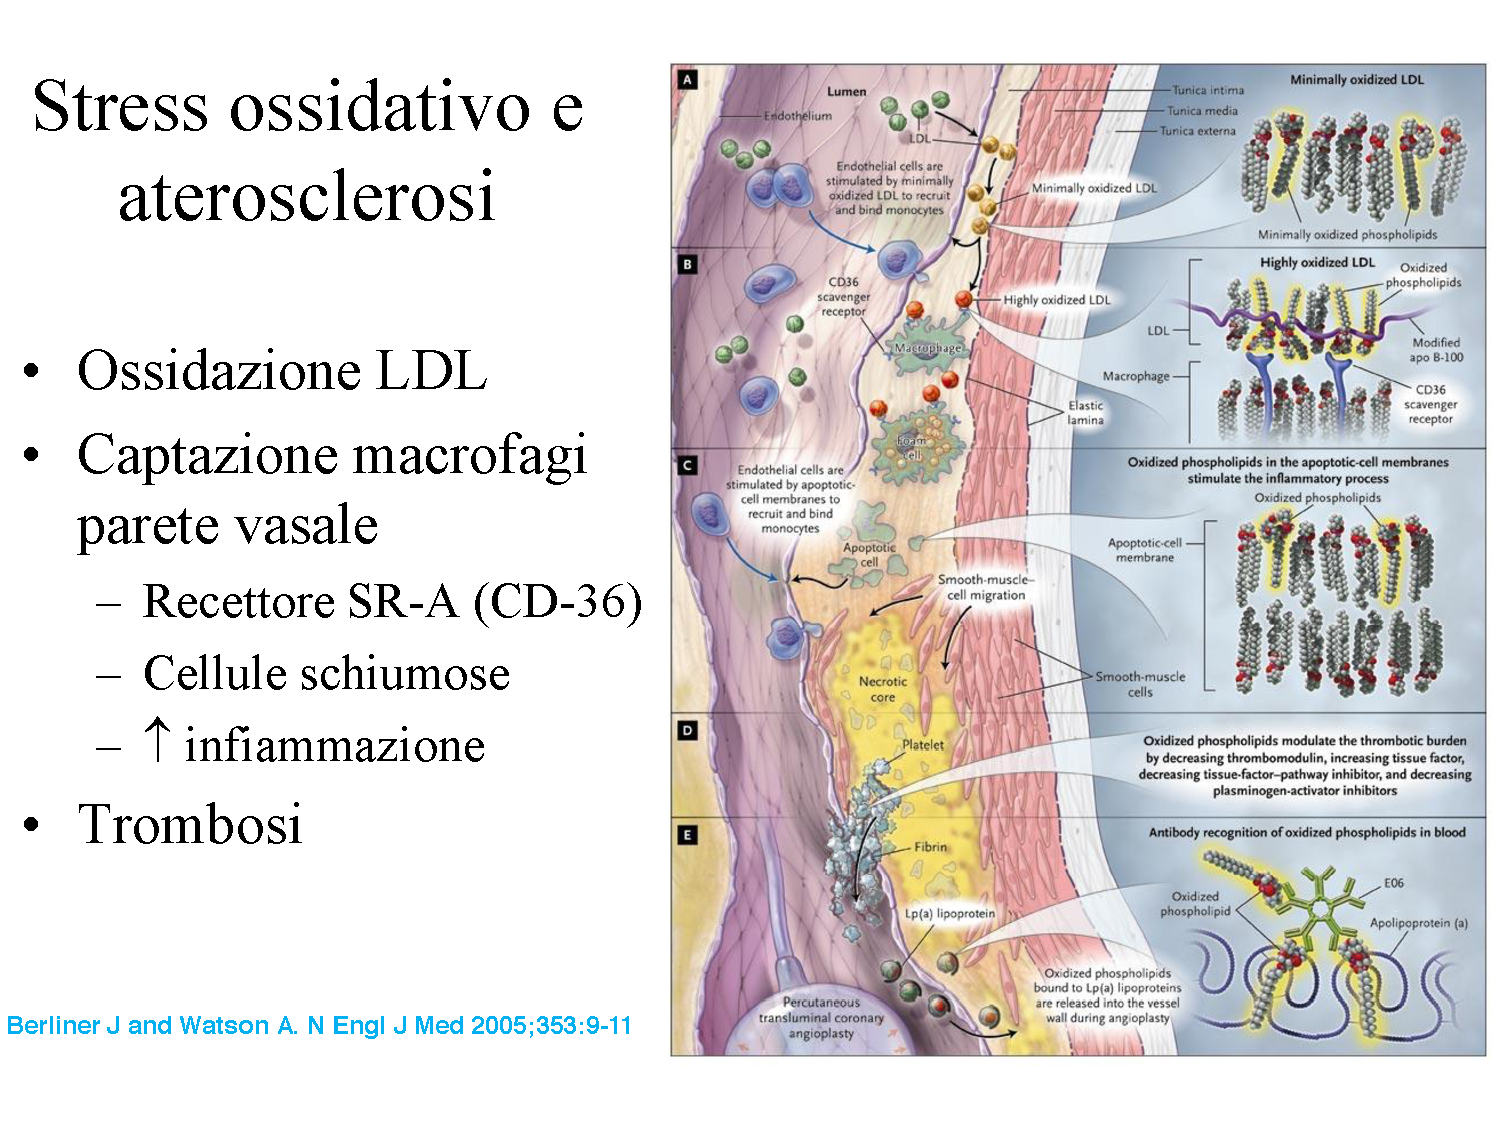 Stress ossidativo e
aterosclerosi
• Ossidazione LDL
• Captazione macrofagi
parete vasale
– Recettore SR-A (CD-36)
– Cellule schiumose
– ↑ infiammazione
• Trombosi
Berliner J and Watson A. N Engl J Med 2005;353:9-11
A
Lumen
Endothelium
LDL
Endothelial cells are
stimulated by minimally
oxidized LDL to recruit
and bind monocytes
Tunica intima
Tunica media
Tunica externa
Minimally oxidized LDL
Minimally oxidized LDL
Minimally oxidized phospholipids
B
CD36
scavenger
receptor
Macrophage
Highly oxidized LDL
Foam
cell
Elastic
lamina
Highly oxidized LDL
Oxidized
phospholipids
LDL
Modified
apo B-100
Macrophage
CD36
scavenger
receptor
C
Endothelial cells are
stimulated by apoptotic-
cell membranes to
recruit and bind
monocytes
Apoptotic
cell
Smooth-muscle–
cell migration
Necrotic
core
Smooth-muscle
cells
Oxidized phospholipids in the apoptotic-cell membranes
stimulate the inflammatory process
Oxidized phospholipids
Apoptotic-cell
membrane
D
Platelet
Oxidized phospholipids modulate the thrombotic burden
by decreasing thrombomodulin, increasing tissue factor,
decreasing tissue-factor–pathway inhibitor, and decreasing
plasminogen-activator inhibitors
E
Fibrin
Lp(a) lipoprotein
Percutaneous
transluminal coronary
angioplasty
Oxidized phospholipids
bound to Lp(a) lipoproteins
are released into the vessel
wall during angioplasty
Antibody recognition of oxidized phospholipids in blood
E06
Oxidized
phospholipid
Apolipoprotein (a)